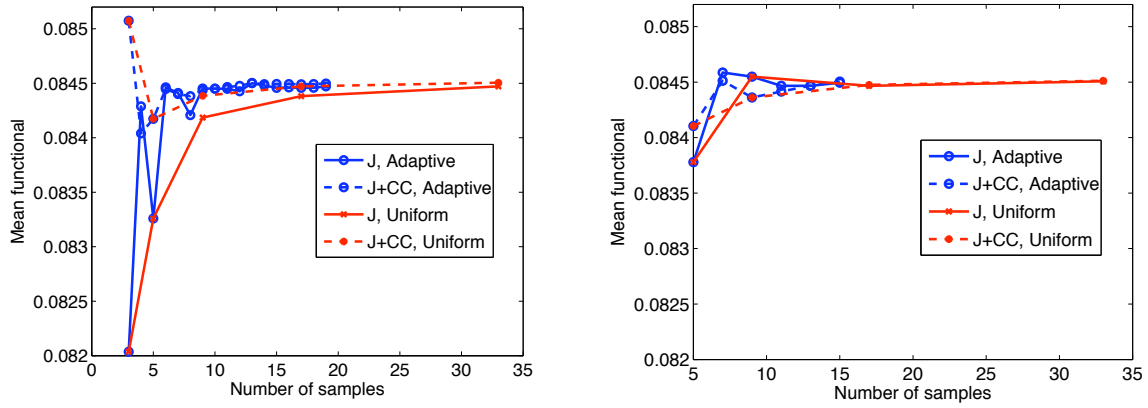 0.085
0.0845
0.084
0.0835
0.083
0.0825
0.082
Mean functional
0 5 10 15 20 25 30 35
Number of samples
J, Adaptive
J+CC, Adaptive
J, Uniform
J+CC, Uniform
0.085
0.0845
0.084
0.0835
0.083
0.0825
0.082
Mean functional
5 10 15 20 25 30 35
Number of samples
J, Adaptive
J+CC, Adaptive
J, Uniform
J+CC, Uniform